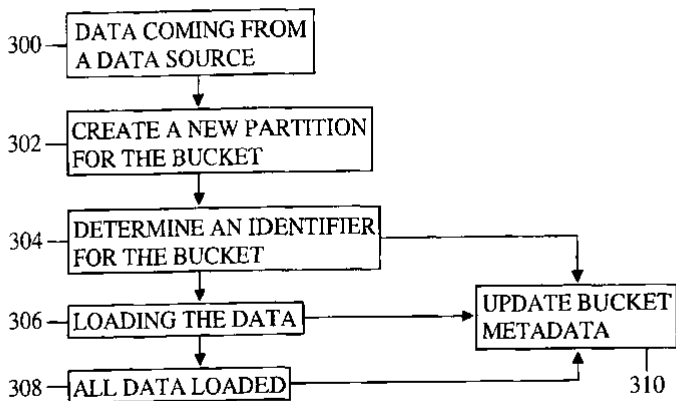 300
DATA COMING FROM
A DATA SOURCE
302
CREATE A NEW PARTITION
FOR THE BUCKET
304
DETERMINE AN IDENTIFIER
FOR THE BUCKET
306
LOADING THE DATA
UPDATE BUCKET
METADATA
308
ALL DATA LOADED
310